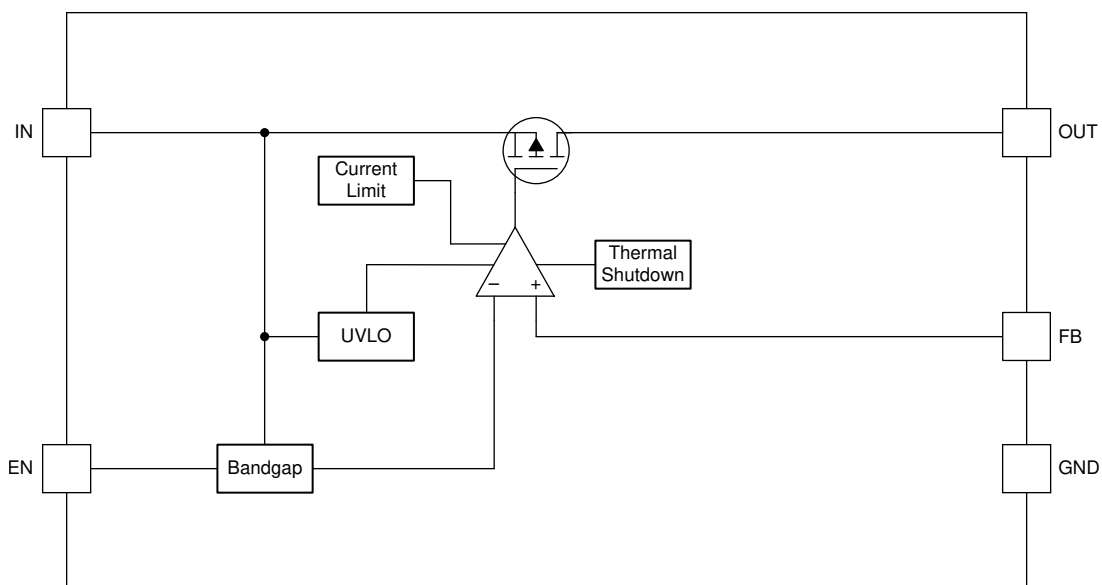 IN
OUT
Current
Limit
Thermal
Shutdown
− +
UVLO
FB
EN
Bandgap
GND